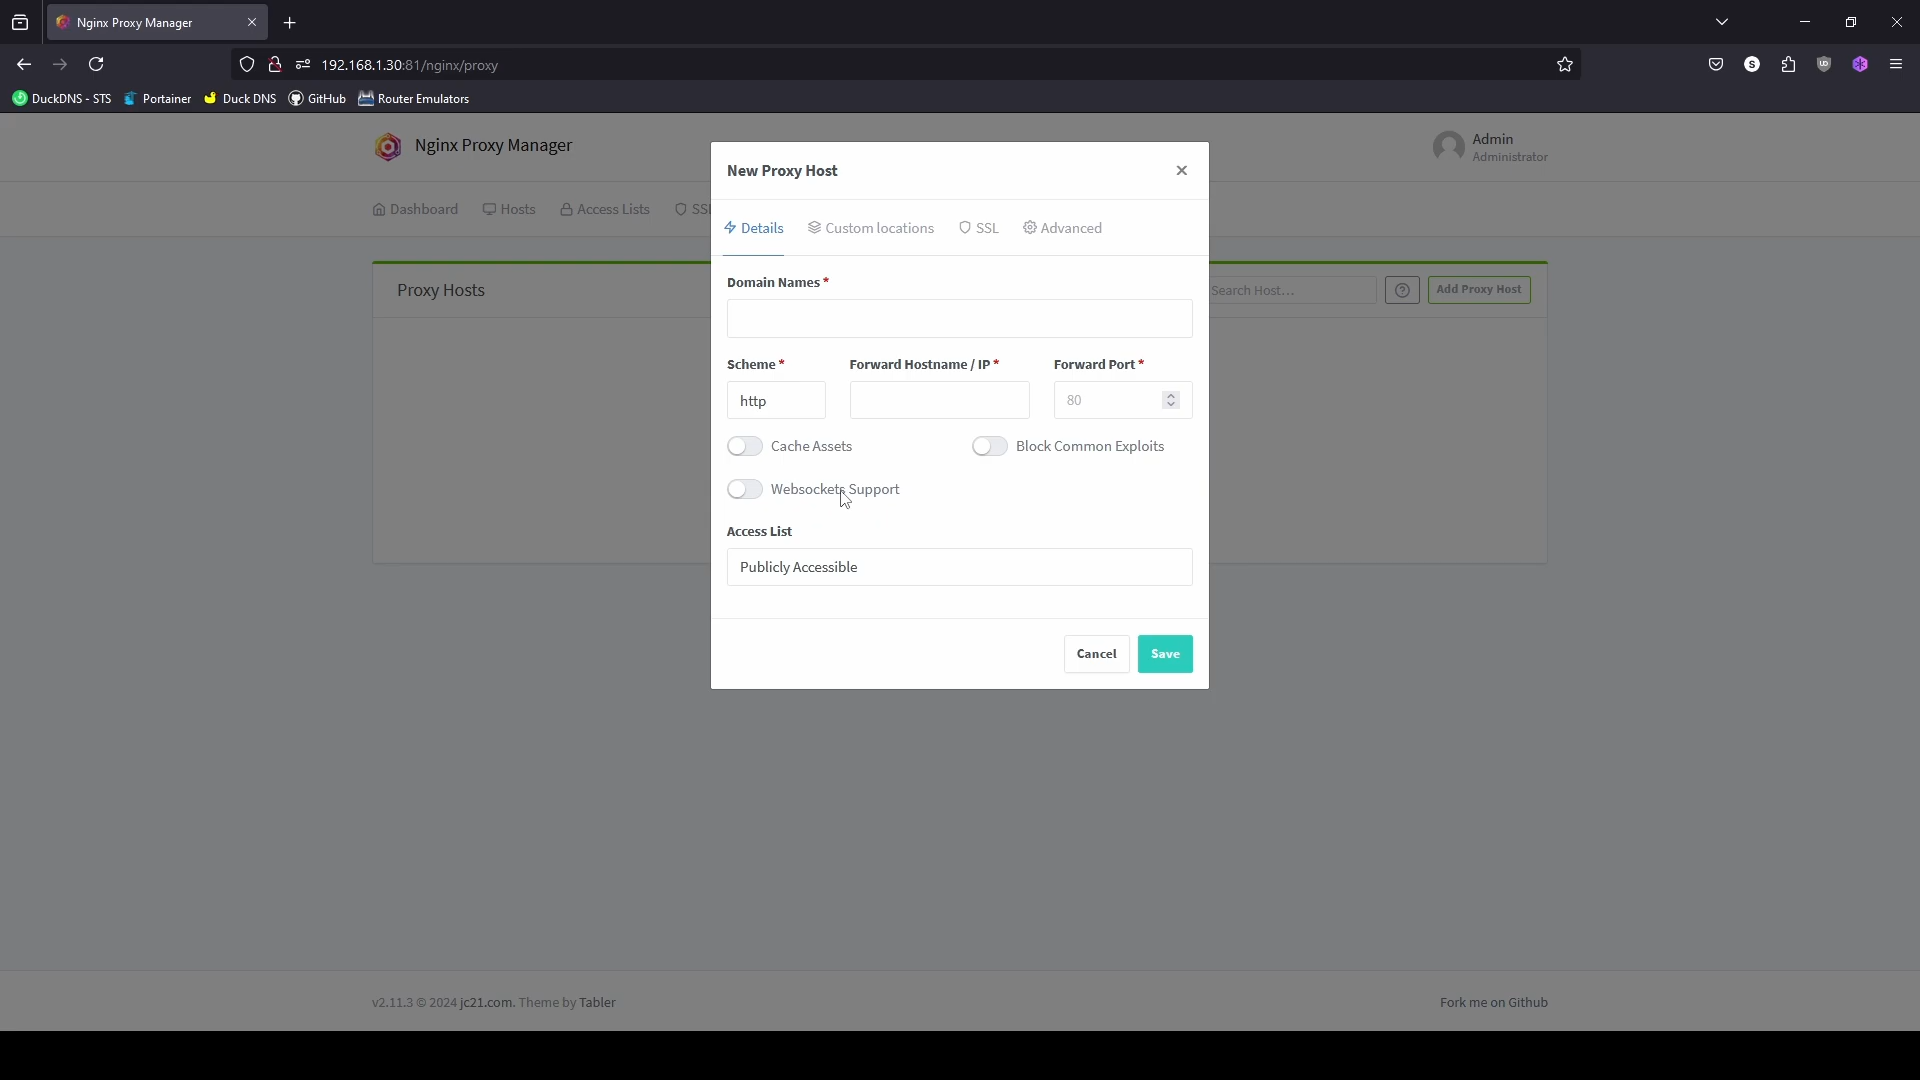 Nginx Proxy Manager
192.168.1.30:81/nginx/proxy
S
UD
DuckDNS - STS Portainer Duck DNS GitHub Router Emulators
Nginx Proxy Manager
Admin
Administrator
Dashboard Hosts Access Lists SSL
New Proxy Host
Details Custom locations SSL Advanced
Proxy Hosts
Search Host...
Add Proxy Host
Domain Names *
Scheme * Forward Hostname / IP * Forward Port *
http 80
Cache Assets Block Common Exploits
Websockets Support
Access List
Publicly Accessible
Cancel Save
v2.11.3 © 2024 jc21.com. Theme by Tabler
Fork me on Github